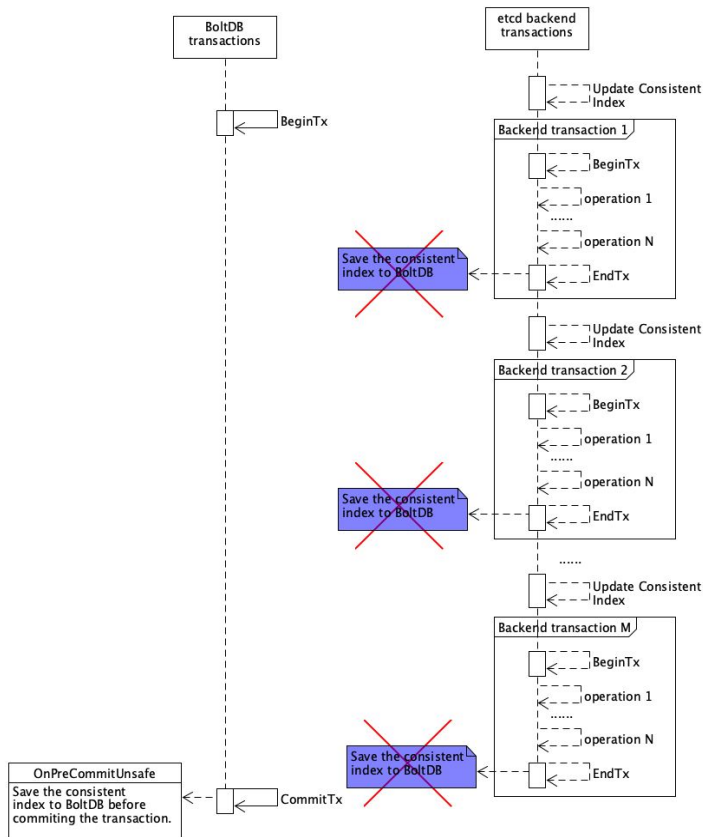 BoltDB
transactions
etcd backend
transactions
Update Consistent
Index
BeginTx
Backend transaction 1
BeginTx
operation 1
......
operation N
Save the consistent
index to BoltDB
EndTx
Update Consistent
Index
Backend transaction 2
BeginTx
operation 1
......
operation N
Save the consistent
index to BoltDB
EndTx
......
Update Consistent
Index
Backend transaction M
BeginTx
operation 1
......
operation N
Save the consistent
index to BoltDB
EndTx
OnPreCommitUnsafe
Save the consistent
index to BoltDB before
commiting the transaction.
CommitTx